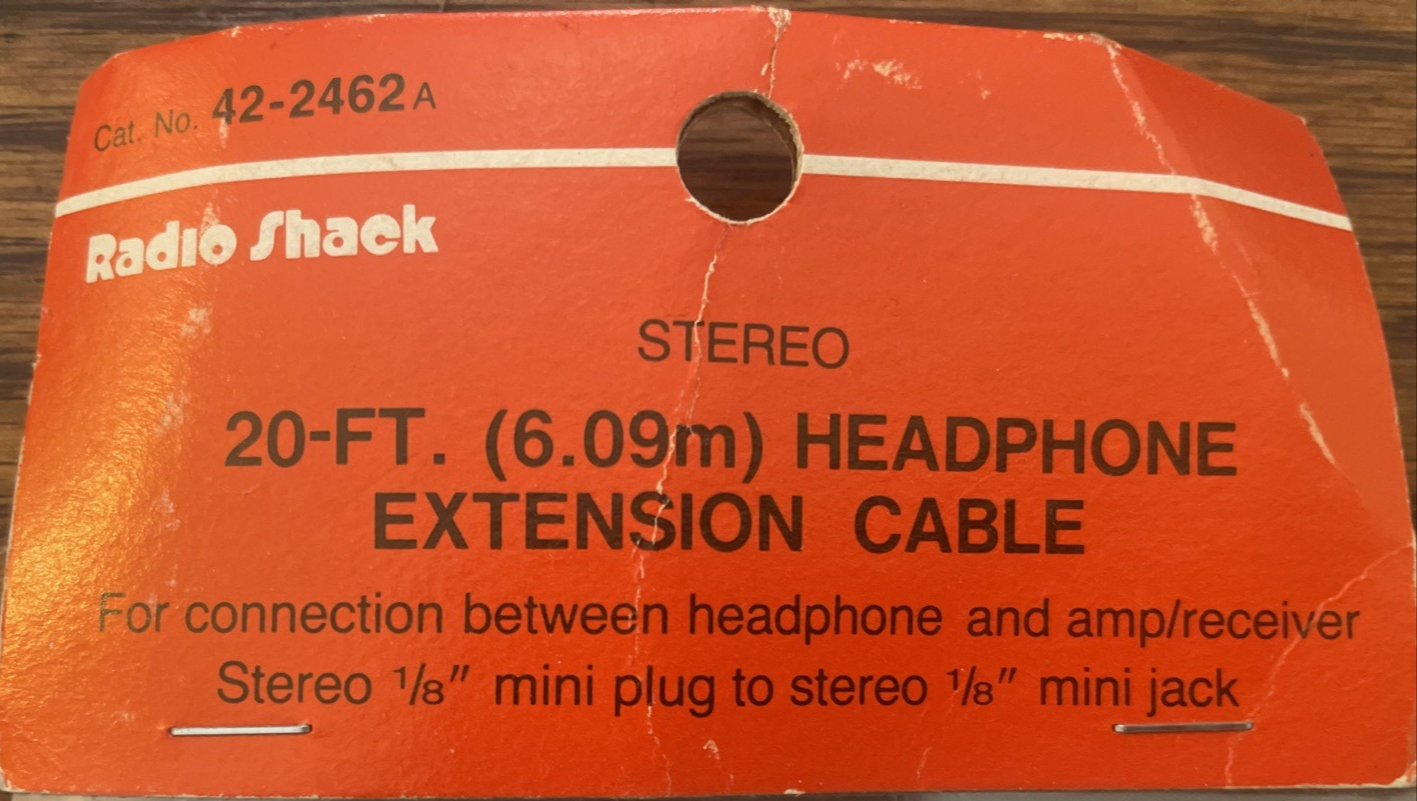 Cat. No. 42-2462A
Radio Shack
STEREO
20-FT. (6.09m) HEADPHONE
EXTENSION CABLE
For connection between headphone and amp/receiver
Stereo 1/8" mini plug to stereo 1/8" mini jack